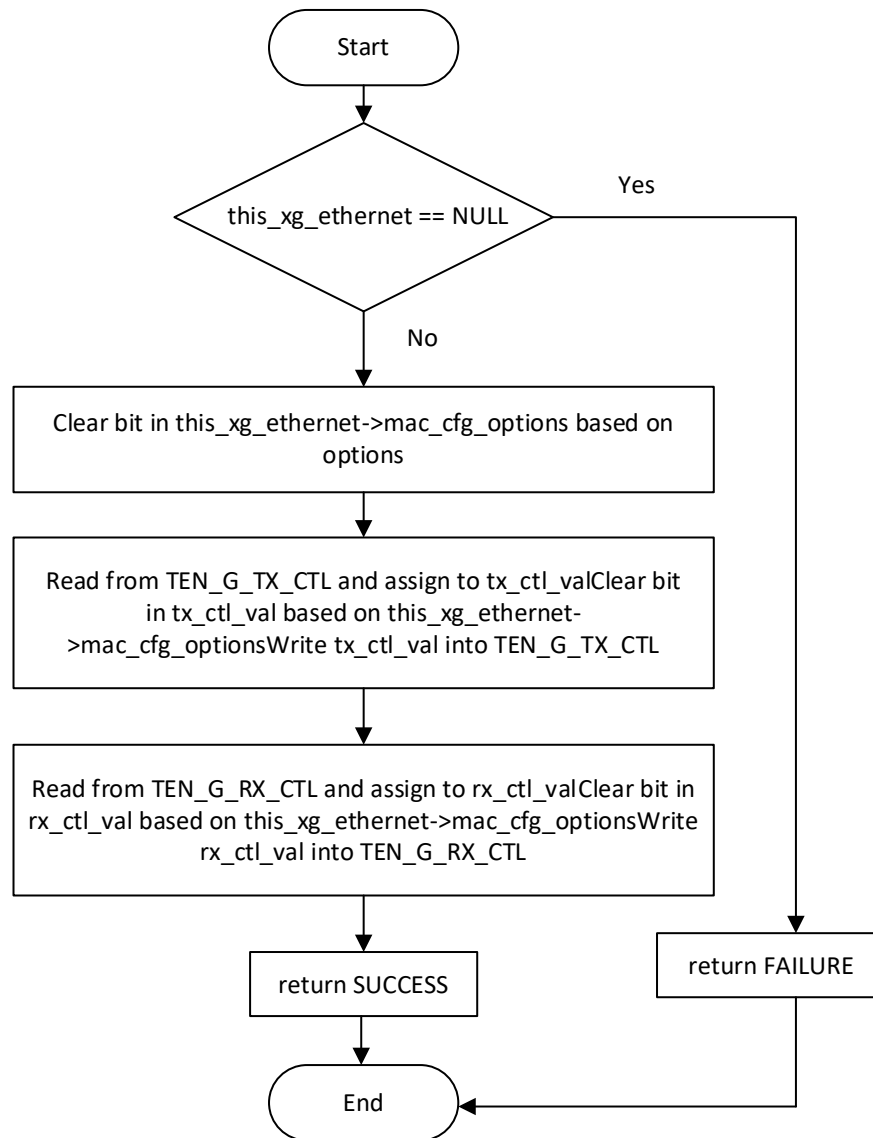 Start
this_xg_ethernet == NULL
Yes
No
Clear bit in this_xg_ethernet->mac_cfg_options based on
options
Read from TEN_G_TX_CTL and assign to tx_ctl_valClear bit
in tx_ctl_val based on this_xg_ethernet-
>mac_cfg_optionsWrite tx_ctl_val into TEN_G_TX_CTL
Read from TEN_G_RX_CTL and assign to rx_ctl_valClear bit in
rx_ctl_val based on this_xg_ethernet->mac_cfg_optionsWrite
rx_ctl_val into TEN_G_RX_CTL
return SUCCESS
return FAILURE
End